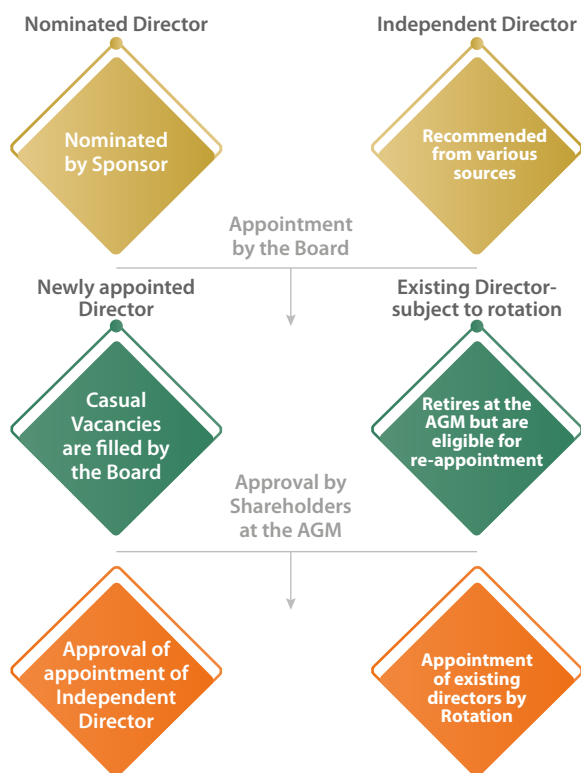 Nominated Director
Independent Director
Nominated
by Sponsor
Recommended
from various
sources
Appointment
by the Board
Newly appointed
Director
Existing Director-
subject to rotation
Casual
Vacancies
are filled by
the Board
Retires at the
AGM but are
eligible for
re-appointment
Approval by
Shareholders
at the AGM
Approval of
appointment of
Independent
Director
Appointment
of existing
directors by
Rotation